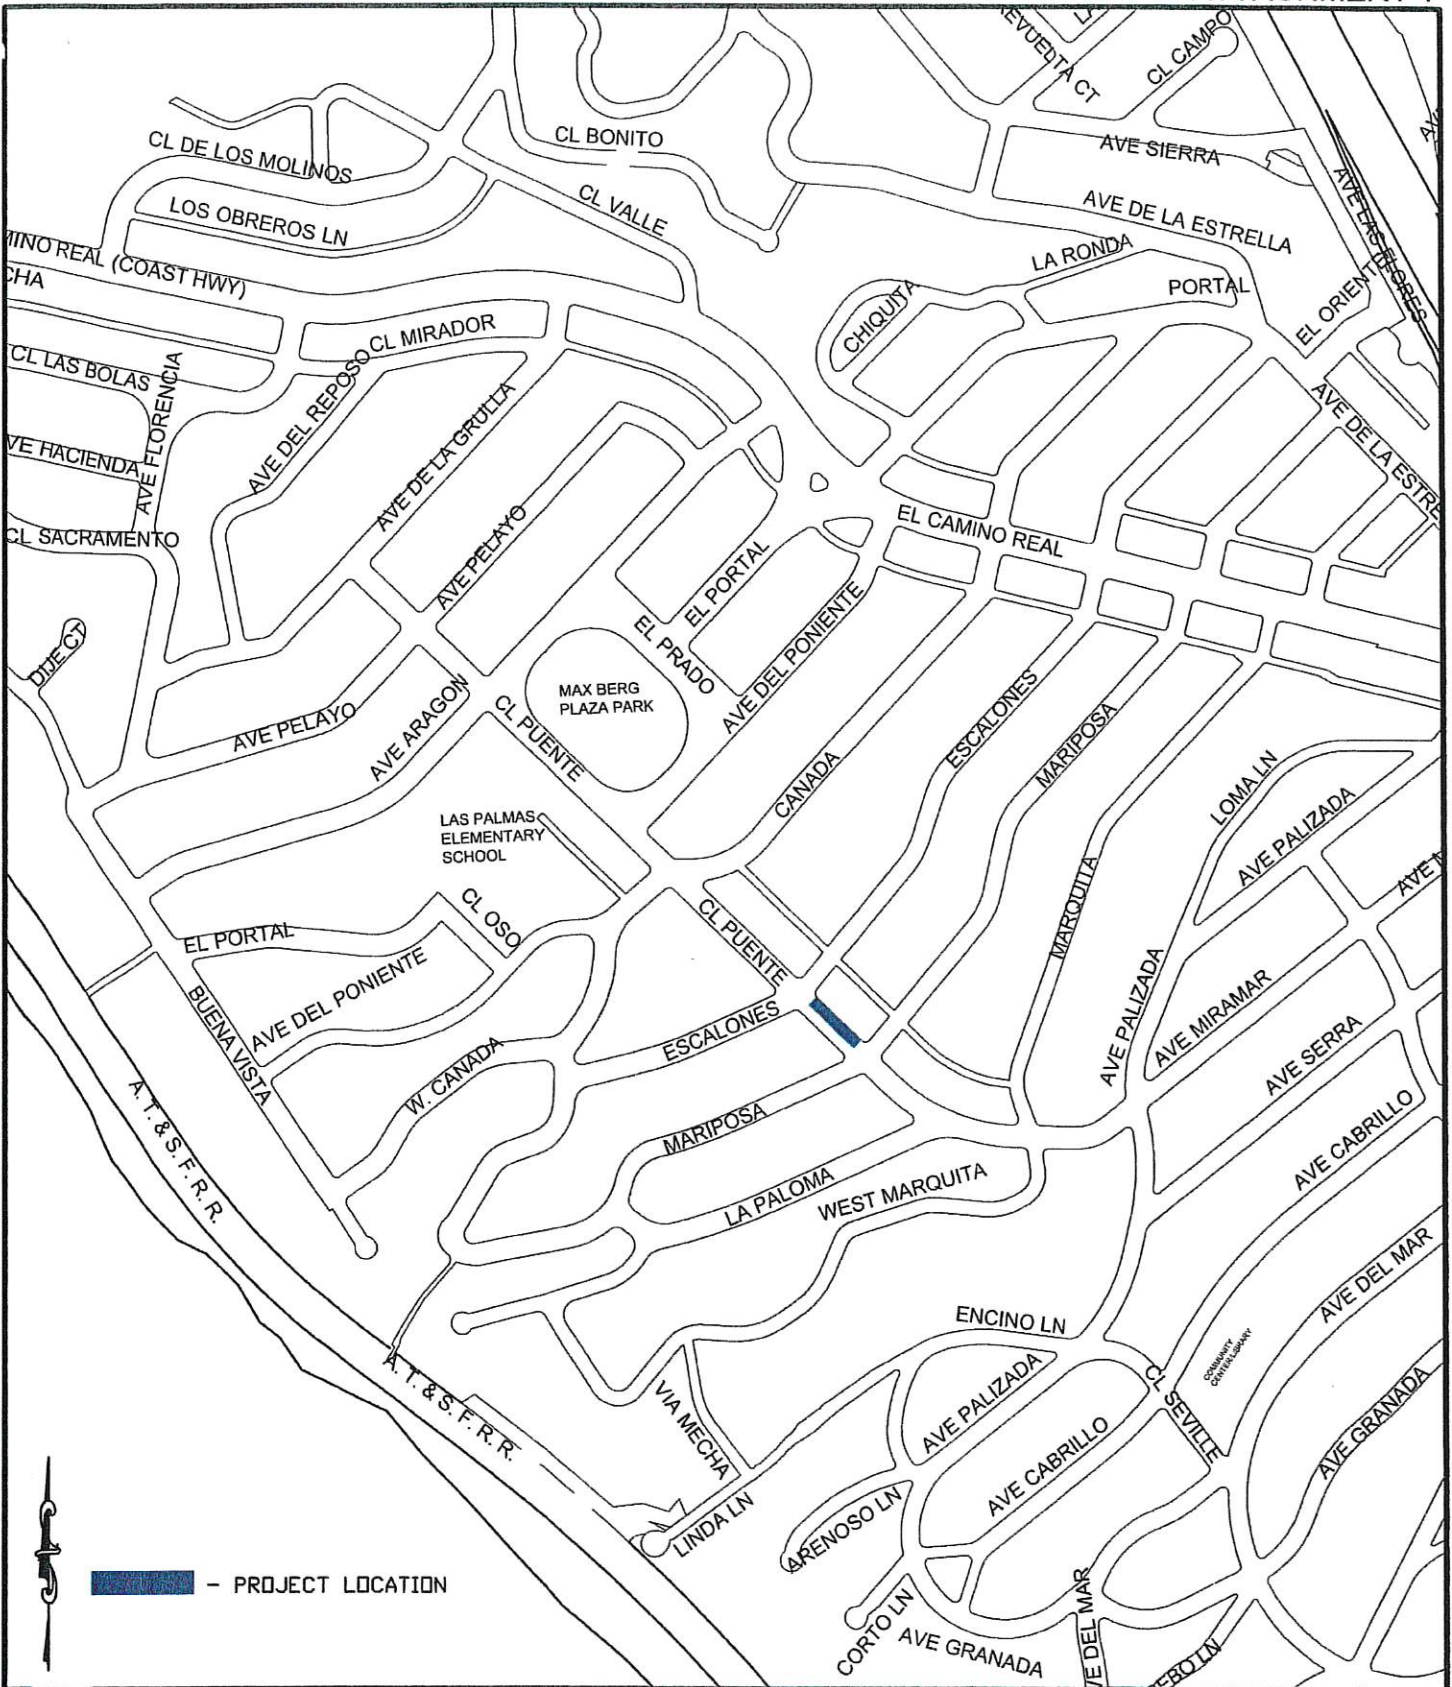 CL CAMPO
CL BONITO
AVE SIERRA
CL DE LOS MOLINOS
CL VALLE
AVE LAS FLORES
LOS OBREROS LN
AVE DE LA ESTRELLA
LA RONDA
MINO REAL (COAST HWY)
CHA
PORTAL
EL ORIENTE
CHIQUITA
CL MIRADOR
CL LAS BOLAS
AVE FLORENCIA
AVE DEL REPOSO
AVE DE LA GRULLA
AVE DE LA ESTRE
VE HACIENDA
CL SACRAMENTO
AVE PELAYO
EL CAMINO REAL
EL PORTAL
AVE DEL PONIENTE
EL PRADO
DIJE CT
MAX BERG
PLAZA PARK
AVE PELAYO
AVE ARAGON
CL PUENTE
CANADA
ESCALONES
MARIPOSA
LOMA LN
AVE PALIZADA
LAS PALMAS
ELEMENTARY
SCHOOL
CL OSO
CL PUENTE
MARQUITA
EL PORTAL
AVE DEL PONIENTE
BUENA VISTA
ESCALONES
AVE PALIZADA
AVE MIRAMAR
AVE SERRA
W. CANADA
A. T. & S. F. R. R.
MARIPOSA
AVE CABRILLO
LA PALOMA
WEST MARQUITA
AVE DEL MAR
ENCINO LN
COMMUNITY
CENTER/LIBRARY
A. T. & S. F. R. R.
VIA MECHA
AVE PALIZADA
CL SEVILLE
AVE GRANADA
AVE CABRILLO
LINDA LN
ARENOSO LN
- PROJECT LOCATION
CORTO LN
AVE GRANADA
VE DEL MAR
EBO LN